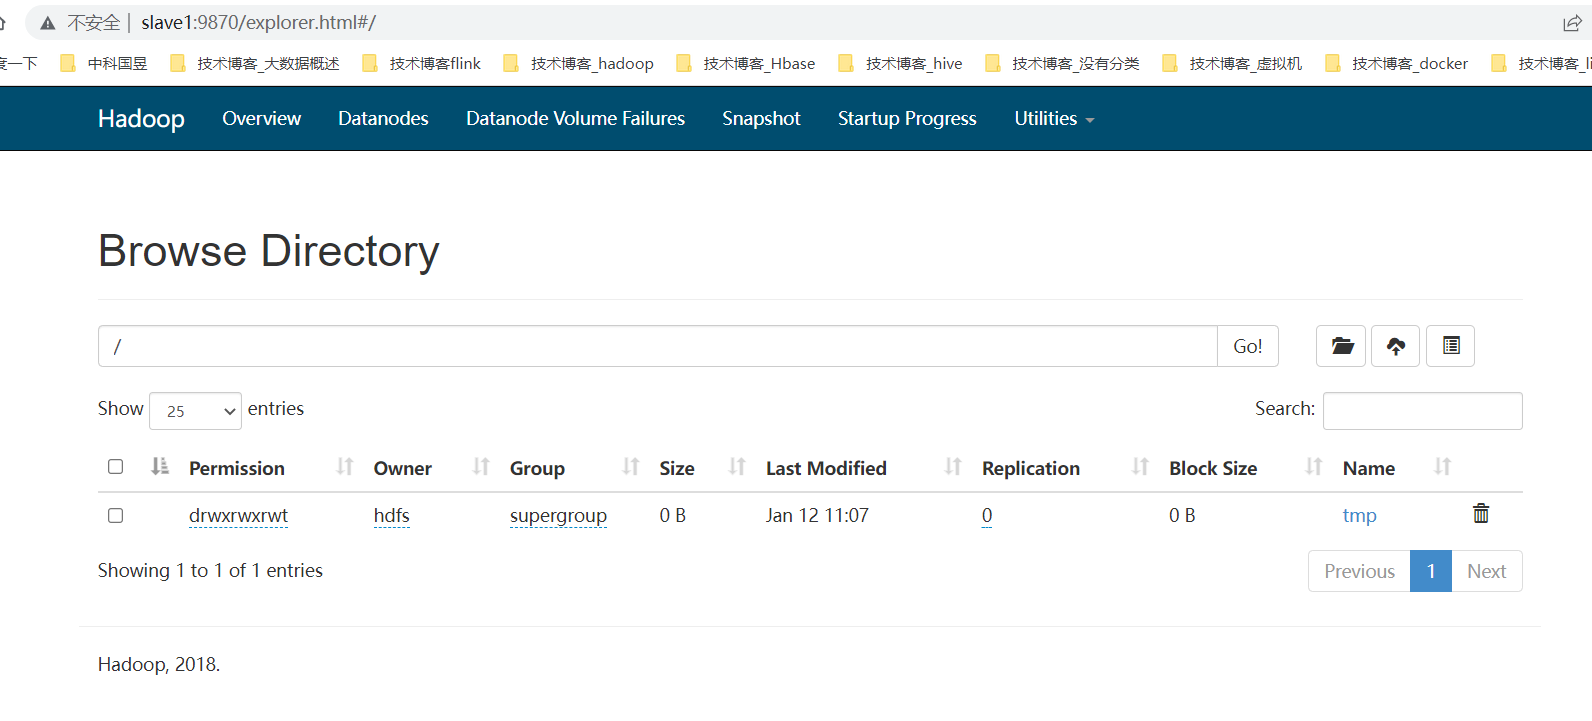 不安全 | slave1:9870/explorer.html#/
度一下 中科国昱 技术博客_大数据概述 技术博客flink 技术博客_hadoop 技术博客_Hbase 技术博客_hive 技术博客_没有分类 技术博客_虚拟机 技术博客_docker 技术博客_li
Hadoop Overview Datanodes Datanode Volume Failures Snapshot Startup Progress Utilities
Browse Directory
/ Go!
Show 25 entries Search:
Permission Owner Group Size Last Modified Replication Block Size Name
drwxrwxrwt hdfs supergroup 0 B Jan 12 11:07 0 0 B tmp
Showing 1 to 1 of 1 entries Previous 1 Next
Hadoop, 2018.